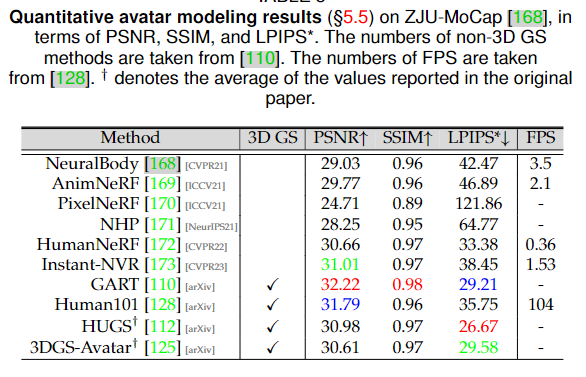 Quantitative avatar modeling results (§5.5) on ZJU-MoCap [168], in
terms of PSNR, SSIM, and LPIPS*. The numbers of non-3D GS
methods are taken from [110]. The numbers of FPS are taken
from [128]. † denotes the average of the values reported in the original
paper.
Method 3D GS PSNR↑ SSIM↑ LPIPS*↓ FPS
NeuralBody [168] [CVPR21] 29.03 0.96 42.47 3.5
AnimNeRF [169] [ICCV21] 29.77 0.96 46.89 2.1
PixelNeRF [170] [ICCV21] 24.71 0.89 121.86 -
NHP [171] [NeurIPS21] 28.25 0.95 64.77 -
HumanNeRF [172] [CVPR22] 30.66 0.97 33.38 0.36
Instant-NVR [173] [CVPR23] 31.01 0.97 38.45 1.53
GART [110] [arXiv] ✓ 32.22 0.98 29.21 -
Human101 [128] [arXiv] ✓ 31.79 0.96 35.75 104
HUGS† [112] [arXiv] ✓ 30.98 0.97 26.67 -
3DGS-Avatar† [125] [arXiv] ✓ 30.61 0.97 29.58 -